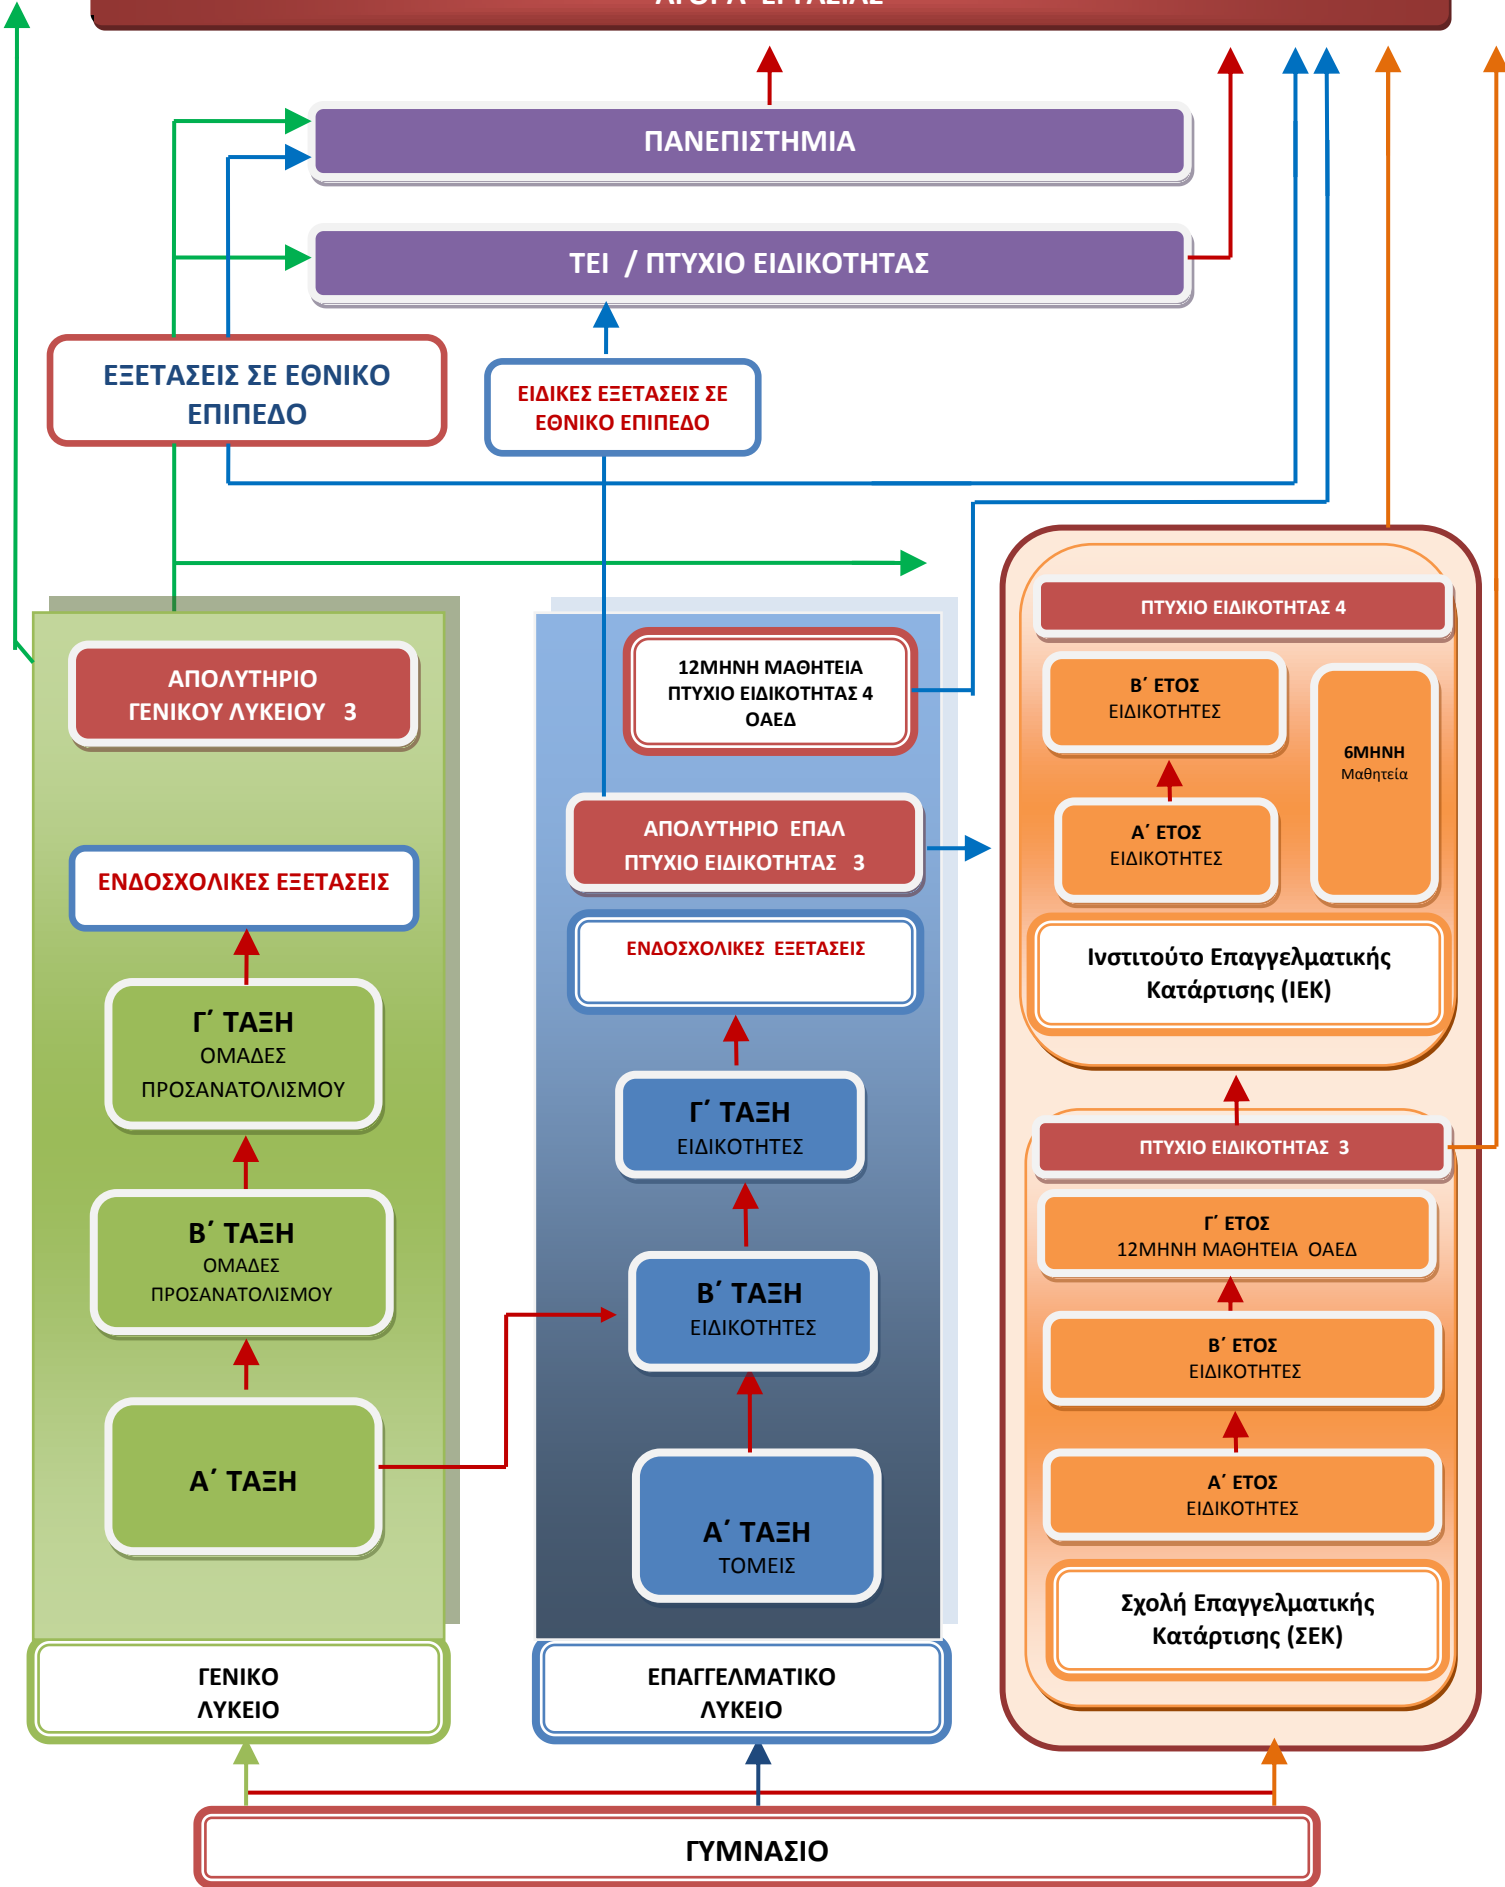 ΠΑΝΕΠΙΣΤΗΜΙΑ
ΤΕΙ / ΠΤΥΧΙΟ ΕΙΔΙΚΟΤΗΤΑΣ
ΕΞΕΤΑΣΕΙΣ ΣΕ ΕΘΝΙΚΟ
ΕΠΙΠΕΔΟ
ΕΙΔΙΚΕΣ ΕΞΕΤΑΣΕΙΣ ΣΕ
ΕΘΝΙΚΟ ΕΠΙΠΕΔΟ
ΑΠΟΛΥΤΗΡΙΟ
ΓΕΝΙΚΟΥ ΛΥΚΕΙΟΥ 3
ΕΝΔΟΣΧΟΛΙΚΕΣ ΕΞΕΤΑΣΕΙΣ
Γ΄ ΤΑΞΗ
ΟΜΑΔΕΣ
ΠΡΟΣΑΝΑΤΟΛΙΣΜΟΥ
Β΄ ΤΑΞΗ
ΟΜΑΔΕΣ
ΠΡΟΣΑΝΑΤΟΛΙΣΜΟΥ
Α΄ ΤΑΞΗ
ΓΕΝΙΚΟ
ΛΥΚΕΙΟ
12ΜΗΝΗ ΜΑΘΗΤΕΙΑ
ΠΤΥΧΙΟ ΕΙΔΙΚΟΤΗΤΑΣ 4
ΟΑΕΔ
ΑΠΟΛΥΤΗΡΙΟ ΕΠΑΛ
ΠΤΥΧΙΟ ΕΙΔΙΚΟΤΗΤΑΣ 3
ΕΝΔΟΣΧΟΛΙΚΕΣ ΕΞΕΤΑΣΕΙΣ
Γ΄ ΤΑΞΗ
ΕΙΔΙΚΟΤΗΤΕΣ
Β΄ ΤΑΞΗ
ΕΙΔΙΚΟΤΗΤΕΣ
Α΄ ΤΑΞΗ
ΤΟΜΕΙΣ
ΕΠΑΓΓΕΛΜΑΤΙΚΟ
ΛΥΚΕΙΟ
ΠΤΥΧΙΟ ΕΙΔΙΚΟΤΗΤΑΣ 4
Β΄ ΕΤΟΣ
ΕΙΔΙΚΟΤΗΤΕΣ
6ΜΗΝΗ
Μαθητεία
Α΄ ΕΤΟΣ
ΕΙΔΙΚΟΤΗΤΕΣ
Ινστιτούτο Επαγγελματικής
Κατάρτισης (ΙΕΚ)
ΠΤΥΧΙΟ ΕΙΔΙΚΟΤΗΤΑΣ 3
Γ΄ ΕΤΟΣ
12ΜΗΝΗ ΜΑΘΗΤΕΙΑ ΟΑΕΔ
Β΄ ΕΤΟΣ
ΕΙΔΙΚΟΤΗΤΕΣ
Α΄ ΕΤΟΣ
ΕΙΔΙΚΟΤΗΤΕΣ
Σχολή Επαγγελματικής
Κατάρτισης (ΣΕΚ)
ΓΥΜΝΑΣΙΟ